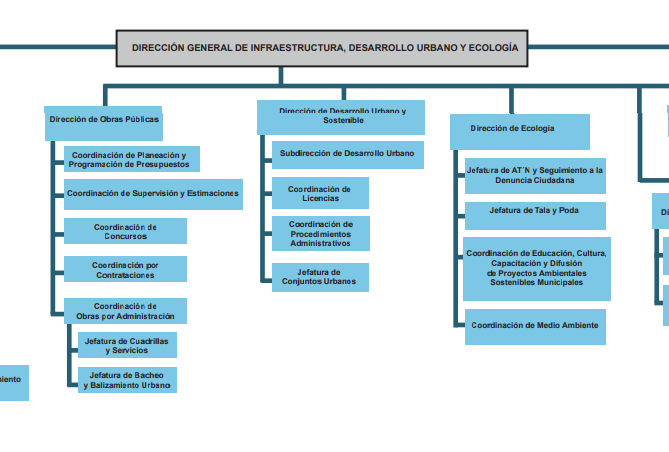 DIRECCIÓN GENERAL DE INFRAESTRUCTURA, DESARROLLO URBANO Y ECOLOGÍA
Dirección de Obras Públicas
Coordinación de Planeación y
Programación de Presupuestos
Coordinación de Supervisión y Estimaciones
Coordinación de
Concursos
Coordinación por
Contrataciones
Coordinación de
Obras por Administración
Jefatura de Cuadrillas
y Servicios
Jefatura de Bacheo
y Balizamiento Urbano
Dirección de Desarrollo Urbano y
Sostenible
Subdirección de Desarrollo Urbano
Coordinación de
Licencias
Coordinación de
Procedimientos
Administrativos
Jefatura de
Conjuntos Urbanos
Dirección de Ecología
Jefatura de AT´N y Seguimiento a la
Denuncia Ciudadana
Jefatura de Tala y Poda
Coordinación de Educación, Cultura,
Capacitación y Difusión
de Proyectos Ambientales
Sostenibles Municipales
Coordinación de Medio Ambiente